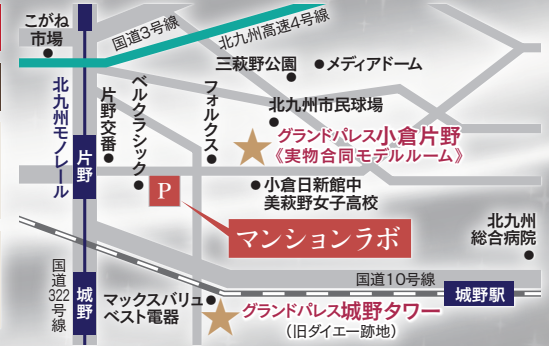 こがね
市場
国道3号線
北九州高速4号線
三萩野公園
メディアドーム
北九州モノレール
片野交番
ベルクラシック
フォルクス
北九州市民球場
グランドパレス小倉片野
《実物合同モデルルーム》
片野
P
小倉日新館中
美萩野女子高校
マンションラボ
北九州
総合病院
国道322号線
城野
マックスバリュ
ベスト電器
国道10号線
城野駅
グランドパレス城野タワー
（旧ダイエー跡地）